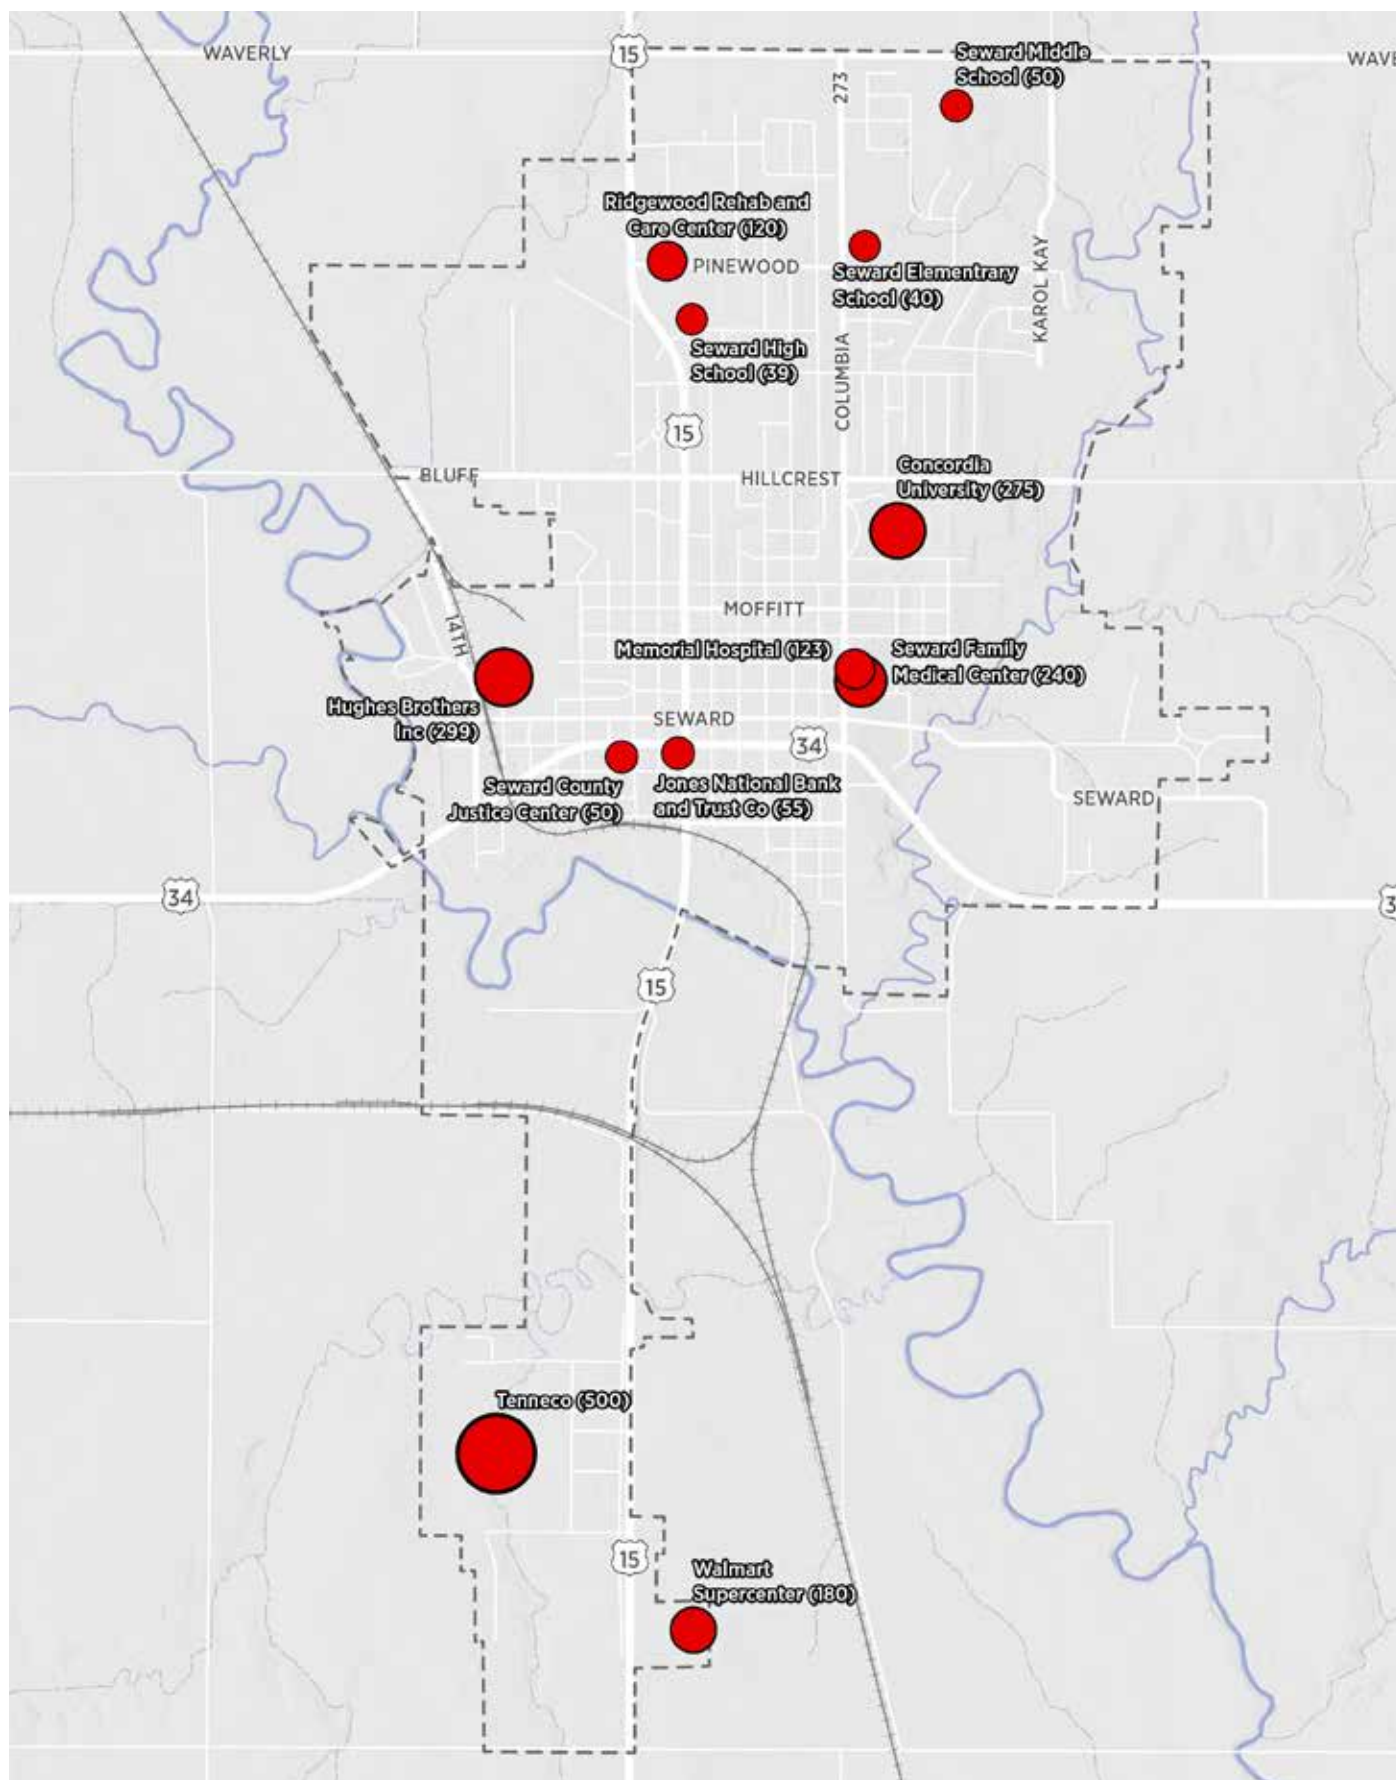 WAVERLY
15
273
Seward Middle
School (50)
WAVE
Ridgewood Rehab and
Care Center (120)
PINEWOOD
Seward Elementrary
School (40)
KAROL KAY
Seward High
School (39)
COLUMBIA
15
BLUFF
HILLCREST
Concordia
University (275)
MOFFITT
14TH
Memorial Hospital (123)
Seward Family
Medical Center (240)
Hughes Brothers
Inc (299)
SEWARD
34
Seward County
Justice Center (50)
Jones National Bank
and Trust Co (55)
SEWARD
34
3
15
Tenneco (500)
15
Walmart
Supercenter (180)